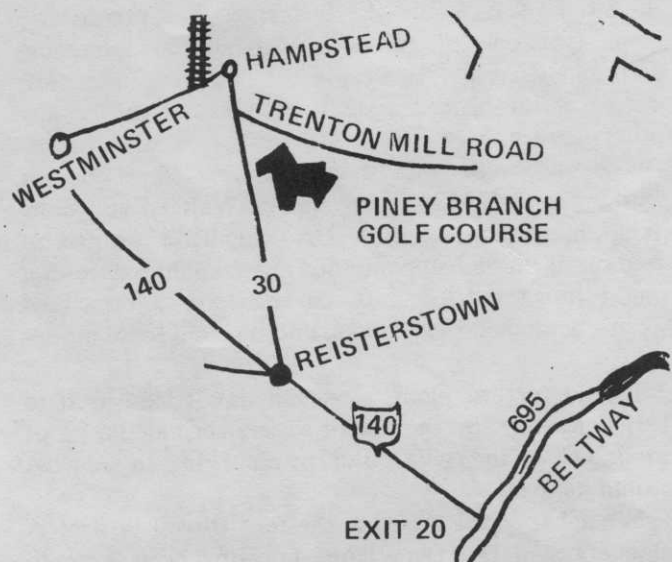 HAMPSTEAD
TRENTON MILL ROAD
WESTMINSTER
PINEY BRANCH
GOLF COURSE
140
30
REISTERSTOWN
140
695
BELTWAY
EXIT 20